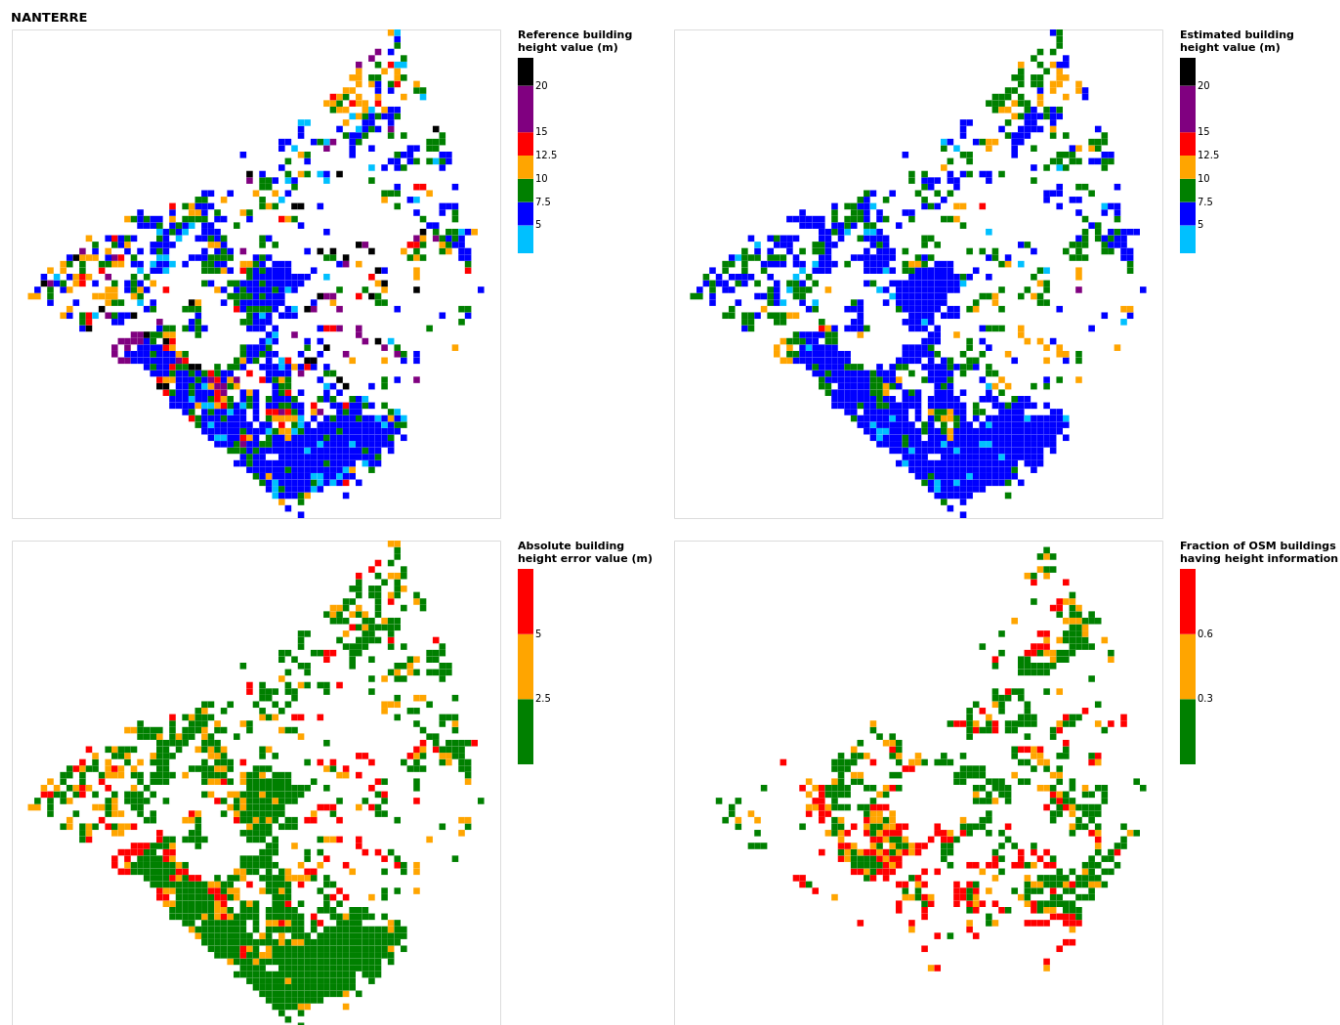 NANTERRE
Reference building
height value (m)
20
15
12.5
10
7.5
5
Estimated building
height value (m)
20
15
12.5
10
7.5
5
Absolute building
height error value (m)
5
2.5
Fraction of OSM buildings
having height information
0.6
0.3